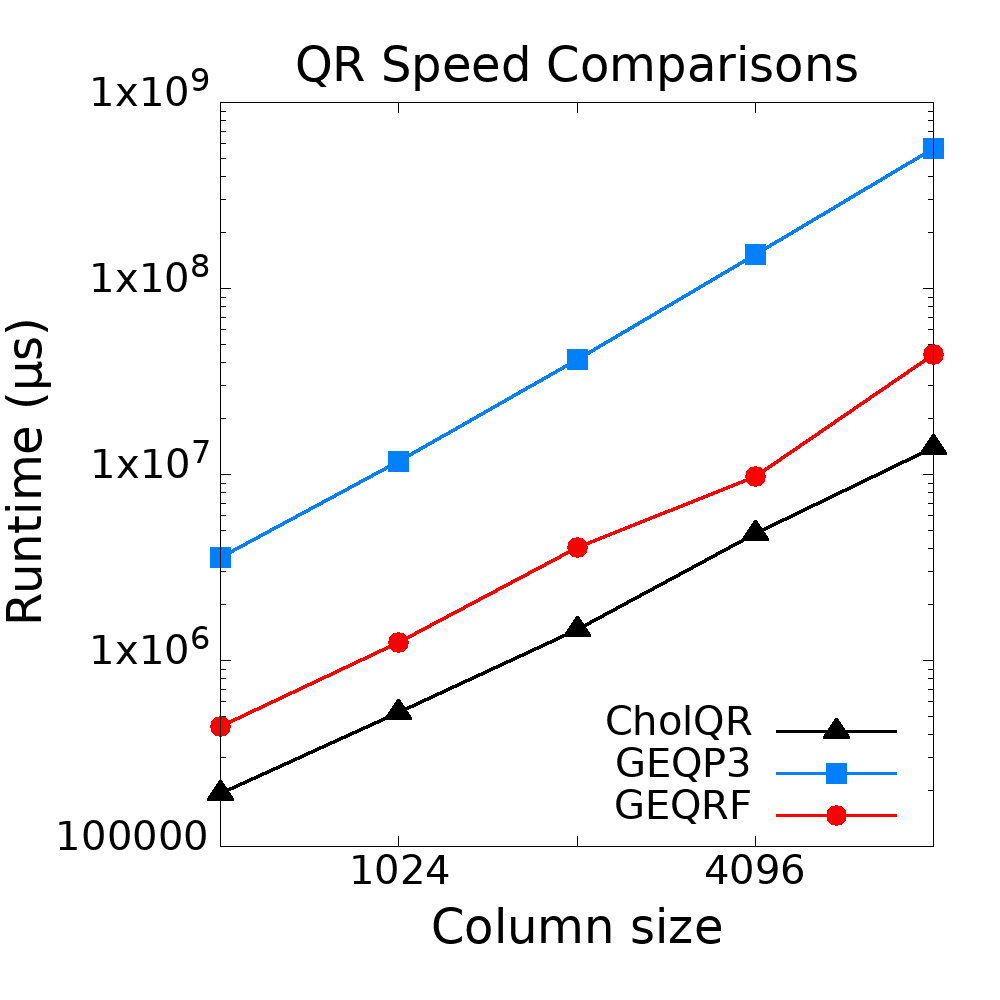 QR Speed Comparisons
1x10⁹
1x10⁸
1x10⁷
1x10⁶
100000
Runtime (µs)
CholQR
GEQP3
GEQRF
1024 4096
Column size